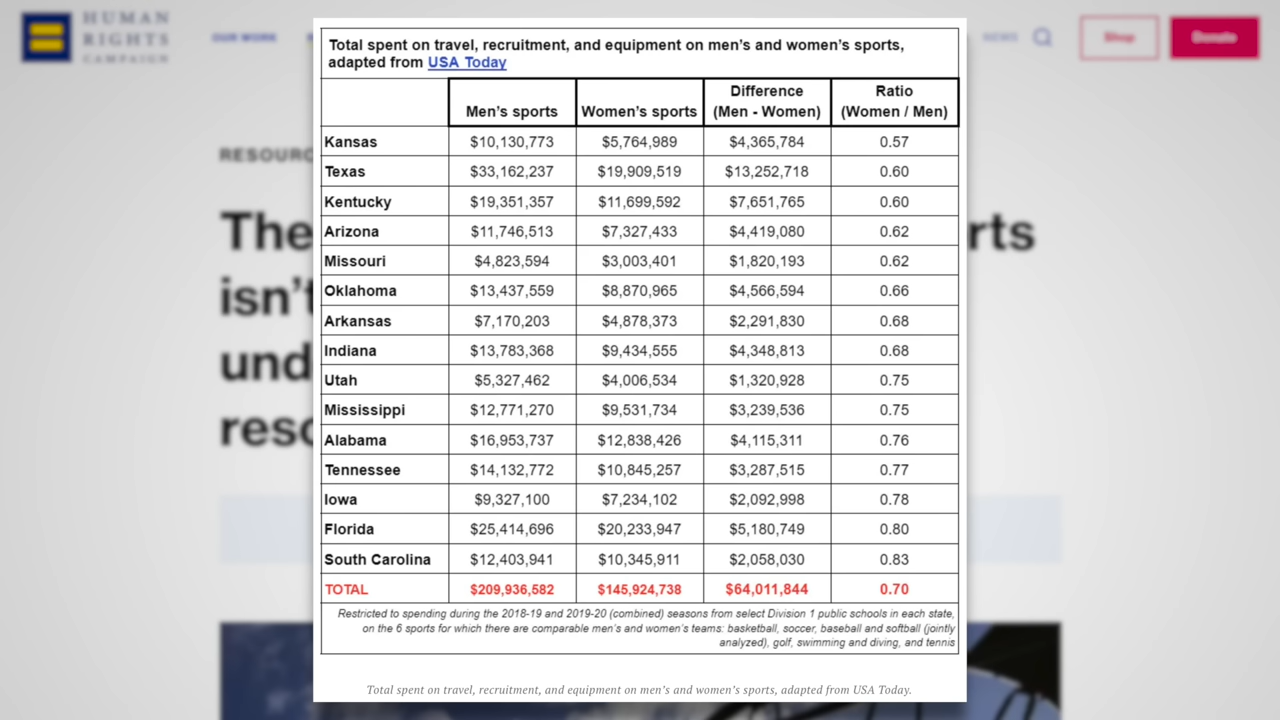 HUMAN
RIGHTS
CAMPAIGN
OUR WORK
NEWS
Shop
Donate
Total spent on travel, recruitment, and equipment on men's and women's sports,
adapted from USA Today
Men's sports Women's sports Difference (Men - Women) Ratio (Women / Men)
Kansas $10,130,773 $5,764,989 $4,365,784 0.57
Texas $33,162,237 $19,909,519 $13,252,718 0.60
Kentucky $19,351,357 $11,699,592 $7,651,765 0.60
Arizona $11,746,513 $7,327,433 $4,419,080 0.62
Missouri $4,823,594 $3,003,401 $1,820,193 0.62
Oklahoma $13,437,559 $8,870,965 $4,566,594 0.66
Arkansas $7,170,203 $4,878,373 $2,291,830 0.68
Indiana $13,783,368 $9,434,555 $4,348,813 0.68
Utah $5,327,462 $4,006,534 $1,320,928 0.75
Mississippi $12,771,270 $9,531,734 $3,239,536 0.75
Alabama $16,953,737 $12,838,426 $4,115,311 0.76
Tennessee $14,132,772 $10,845,257 $3,287,515 0.77
Iowa $9,327,100 $7,234,102 $2,092,998 0.78
Florida $25,414,696 $20,233,947 $5,180,749 0.80
South Carolina $12,403,941 $10,345,911 $2,058,030 0.83
TOTAL $209,936,582 $145,924,738 $64,011,844 0.70
Restricted to spending during the 2018-19 and 2019-20 (combined) seasons from select Division 1 public schools in each state,
on the 6 sports for which there are comparable men's and women's teams: basketball, soccer, baseball and softball (jointly
analyzed), golf, swimming and diving, and tennis
Total spent on travel, recruitment, and equipment on men's and women's sports, adapted from USA Today.
RESOURC
The
rts
isn't
und
reso